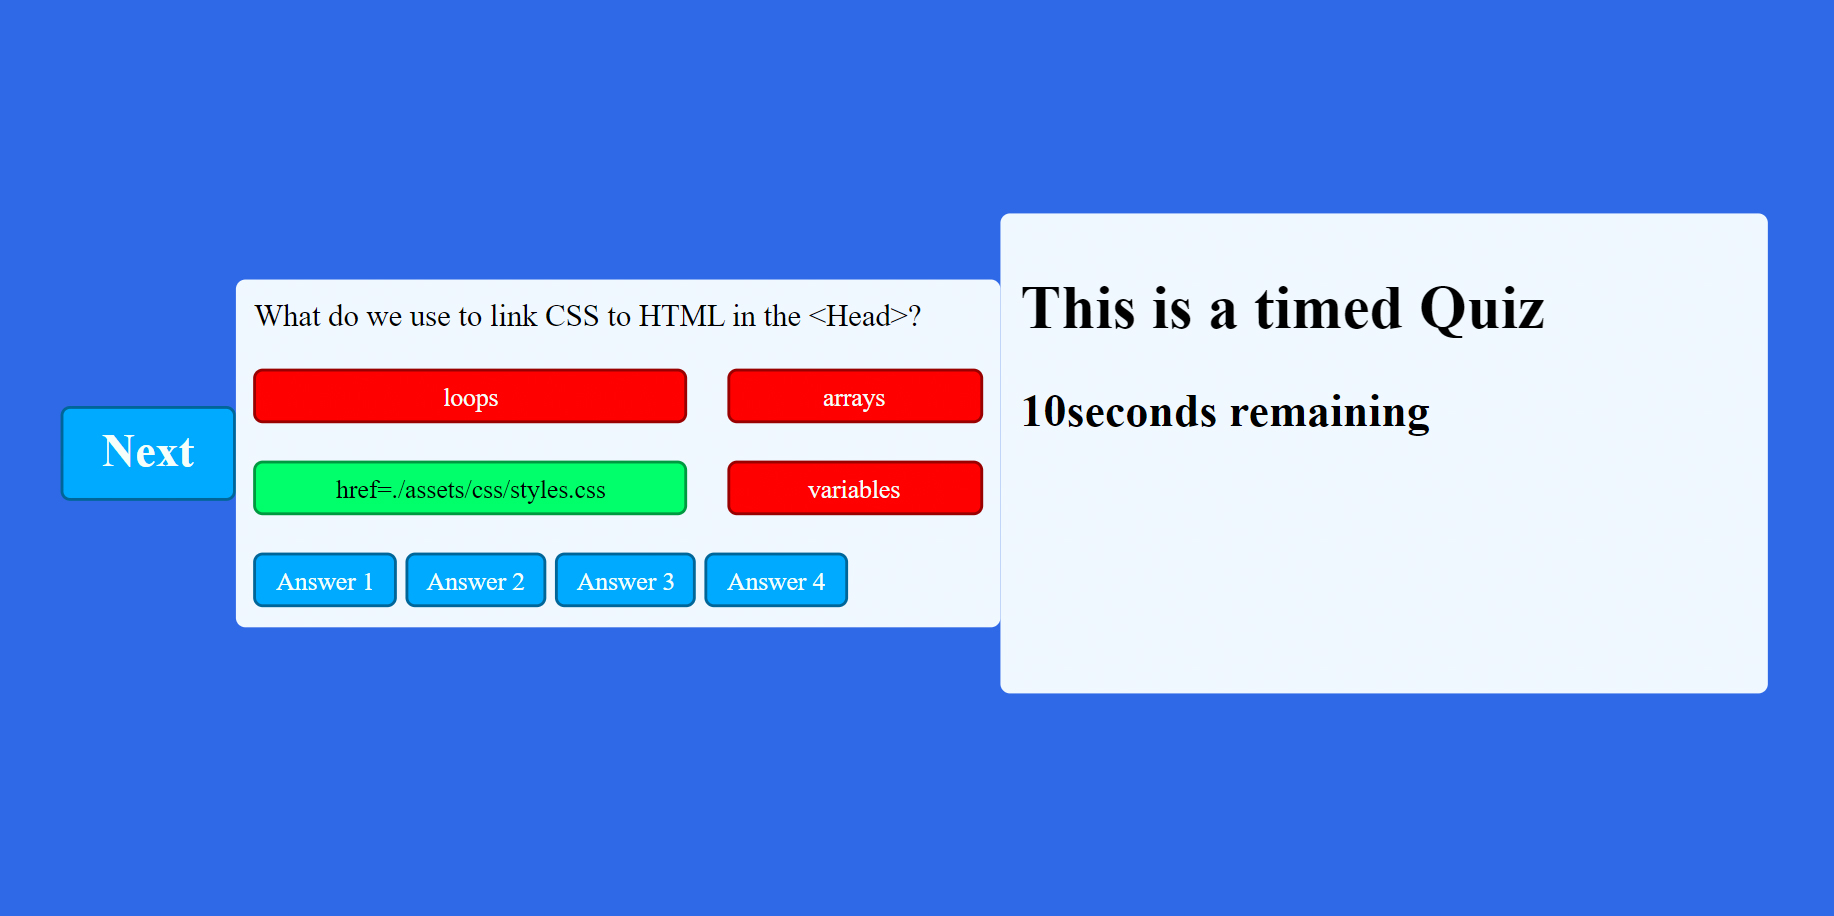 Next
What do we use to link CSS to HTML in the <Head>?
loops
arrays
href=./assets/css/styles.css
variables
Answer 1
Answer 2
Answer 3
Answer 4
This is a timed Quiz
10seconds remaining